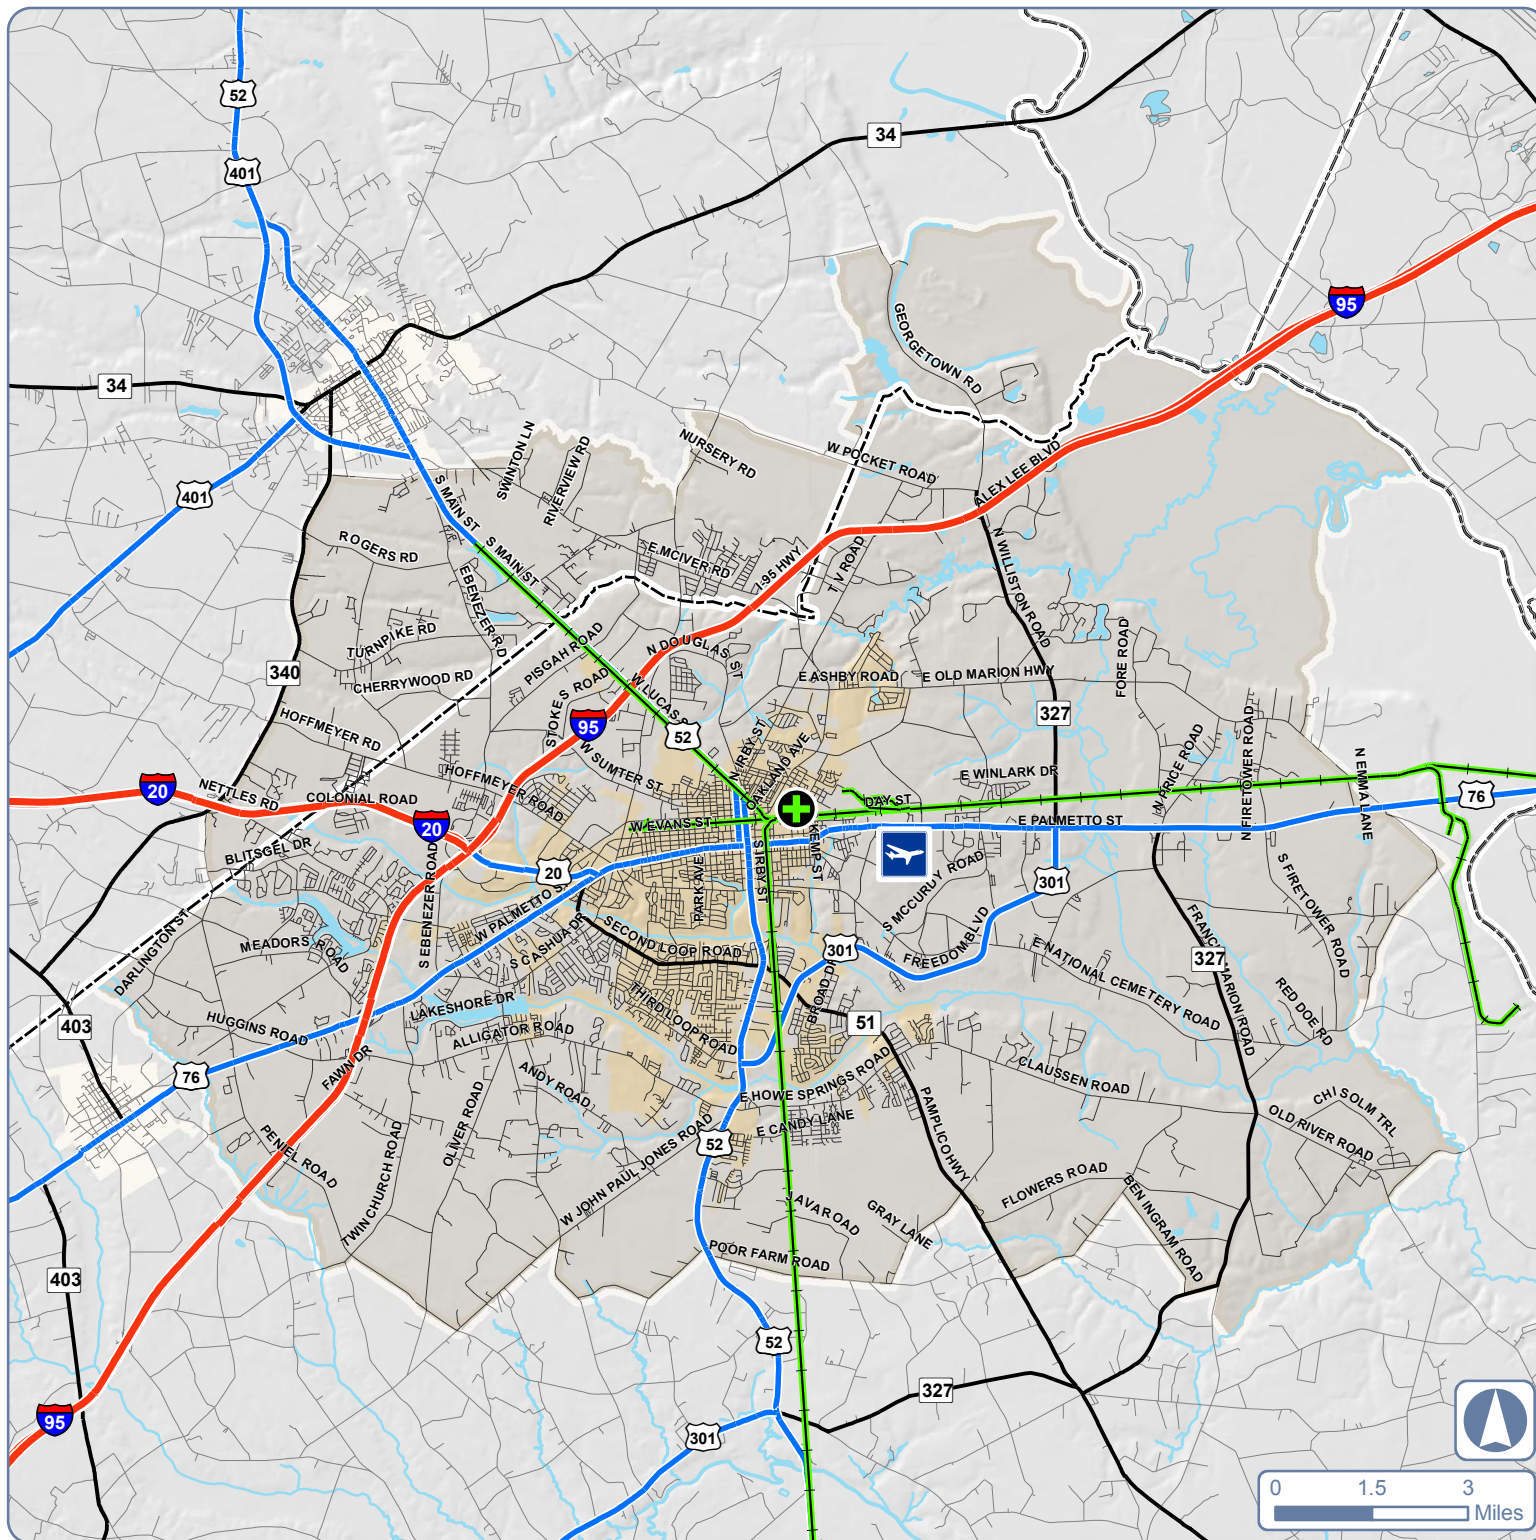 52
401
34
34
401
95
GEORGETOWN RD
SWINTON LN
RIVERVIEW RD
NURSERY RD
W POCKET ROAD
ALEX LEE BLVD
S MAIN ST
S MAIN ST
ROGERS RD
EBENEZER RD
E MCIVER RD
I-95 HWY
T V ROAD
N WILLISTON ROAD
TURNPIKE RD
PISGAH ROAD
N DOUGLAS ST
FORE ROAD
340
CHERRYWOOD RD
STOKES ROAD
W LUCAS S
E ASHBY ROAD
E OLD MARION HWY
327
HOFFMEYER RD
95
52
W SUMTER ST
N IRBY ST
OAKLAND AVE
N PRICE ROAD
N FIRETOWER ROAD
N EMMA LANE
20
NETTLES RD
COLONIAL ROAD
HOFFMEYER ROAD
E WINLARK DR
76
20
W EVANS ST
DAY ST
E PALMETTO ST
KEMP ST
BLITSGEL DR
S EBENEZER ROAD
20
W PALMETTO S
PARK AVE
S IRBY ST
S MCCURDY ROAD
301
S FIRETOWER ROAD
DARLINGTON ST
MEADORS ROAD
S CASHUA DR
SECOND LOOP ROAD
301
FREEDOM BLVD
E NATIONAL CEMETERY ROAD
FRANCIS MARION ROAD
327
RED DOE RD
403
HUGGINS ROAD
LAKESHORE DR
ALLIGATOR ROAD
THIRD LOOP ROAD
BROAD DR
51
76
FAWN DR
ANDY ROAD
E HOWE SPRINGS ROAD
CLAUSSEN ROAD
CHISOLM TRL
OLD RIVER ROAD
PENIEL ROAD
TWIN CHURCH ROAD
OLIVER ROAD
W JOHN PAUL JONES ROAD
52
E CANDY LANE
PAMPLICO HWY
FLOWERS ROAD
BEN INGRAM ROAD
JAVA ROAD
GRAY LANE
POOR FARM ROAD
403
52
327
95
301
0 1.5 3
Miles